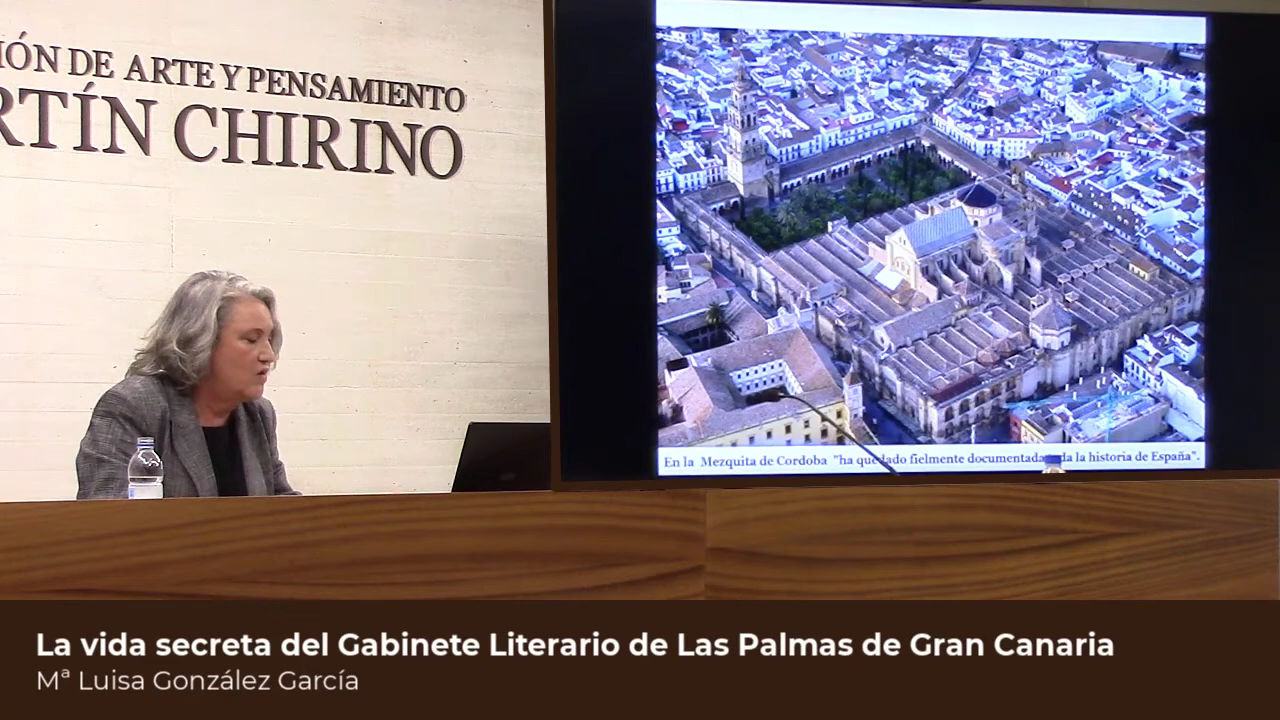 IÓN DE ARTE Y PENSAMIENTO
RTÍN CHIRINO
En la Mezquita de Cordoba "ha quedado fielmente documentada toda la historia de España".
La vida secreta del Gabinete Literario de Las Palmas de Gran Canaria
Mª Luisa González García